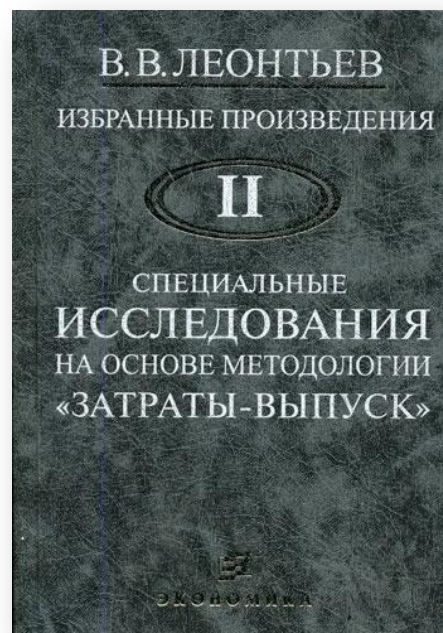 В. В. ЛЕОНТЬЕВ
ИЗБРАННЫЕ ПРОИЗВЕДЕНИЯ
II
СПЕЦИАЛЬНЫЕ
ИССЛЕДОВАНИЯ
НА ОСНОВЕ МЕТОДОЛОГИИ
«ЗАТРАТЫ-ВЫПУСК»
ЭКОНОМИКА